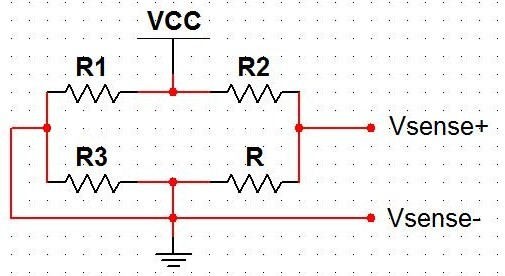 VCC
R1 R2
Vsense+
R3 R
Vsense-